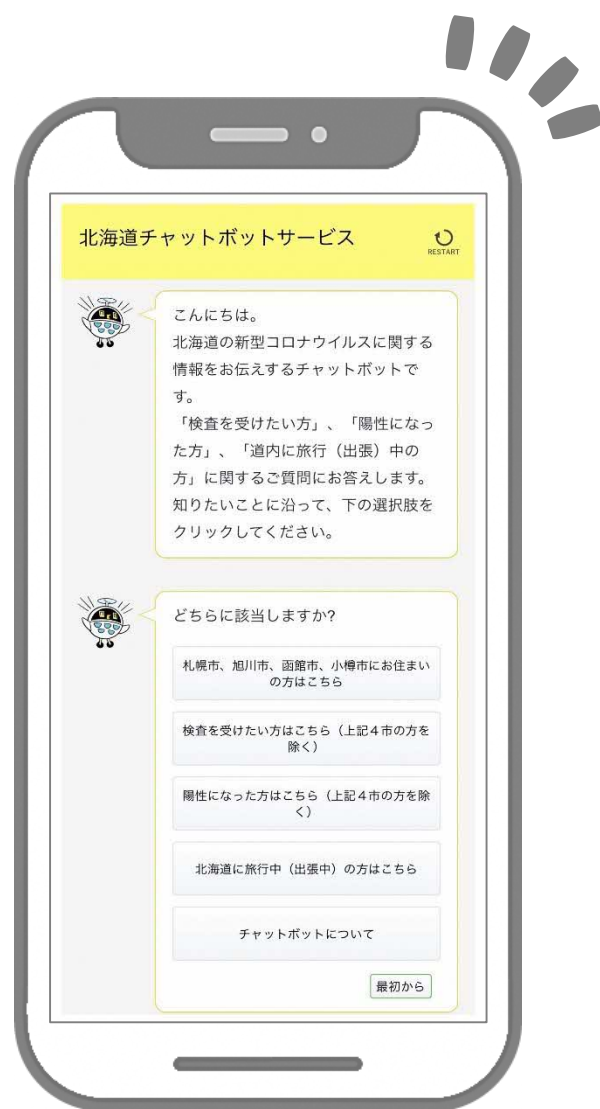 北海道チャットボットサービス
RESTART
こんにちは。
北海道の新型コロナウイルスに関する
情報をお伝えするチャットボットで
す。
「検査を受けたい方」、「陽性になっ
た方」、「道内に旅行（出張）中の
方」に関するご質問にお答えします。
知りたいことに沿って、下の選択肢を
クリックしてください。
どちらに該当しますか?
札幌市、旭川市、函館市、小樽市にお住まい
の方はこちら
検査を受けたい方はこちら（上記４市の方を
除く）
陽性になった方はこちら（上記４市の方を除
く）
北海道に旅行中（出張中）の方はこちら
チャットボットについて
最初から